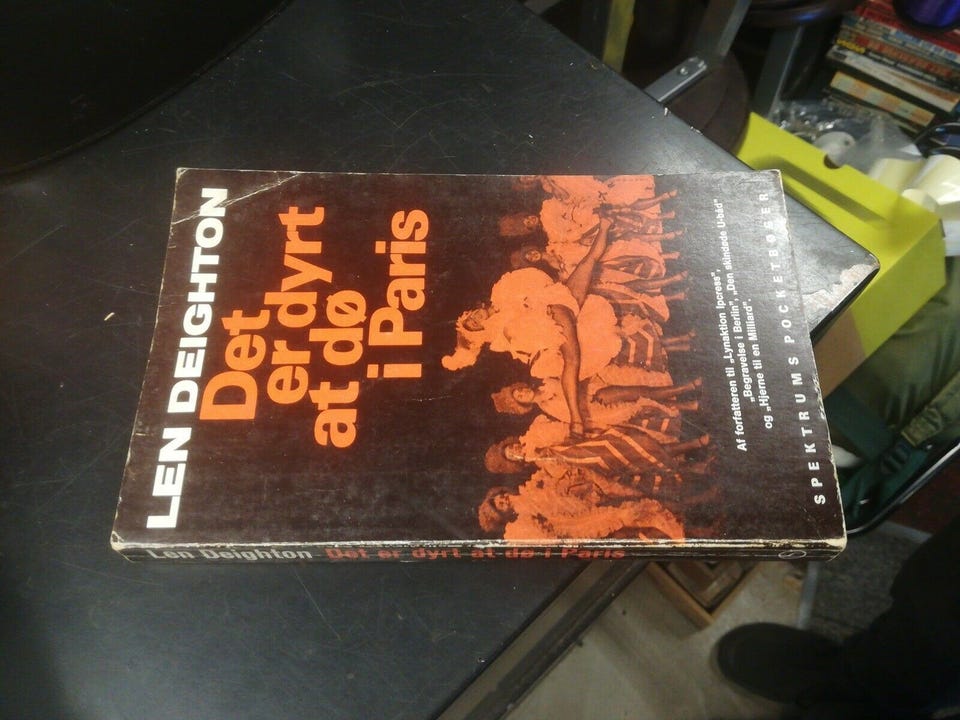 LEN DEIGHTON
Det
er dyrt
at dø
i Paris
Af forfatteren til „Lynaktion Ipcress",
„Begravelse i Berlin", „Den skindøde U-båd"
og „Hjerne til en Milliard".
SPEKTRUMS POCKETBØGER
Len Deighton Det er dyrt at dø i Paris